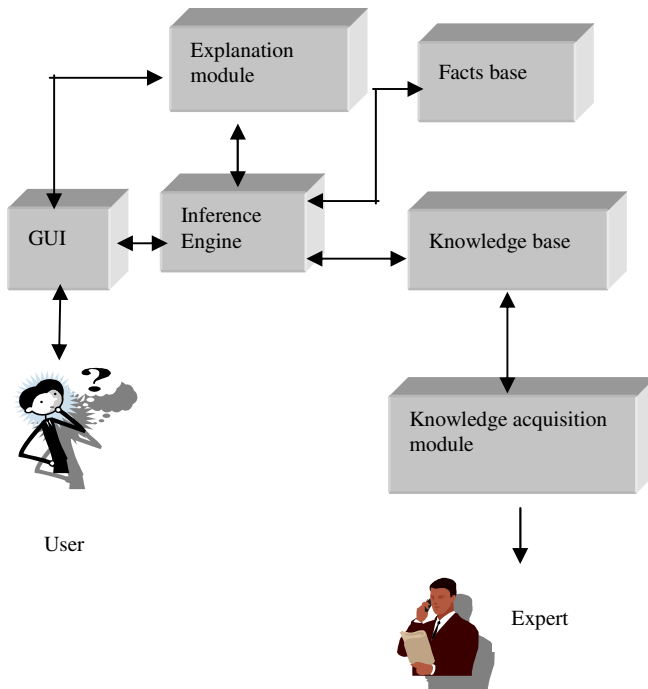 Explanation
module
Facts base
GUI
Inference
Engine
Knowledge base
?
Knowledge acquisition
module
User
Expert